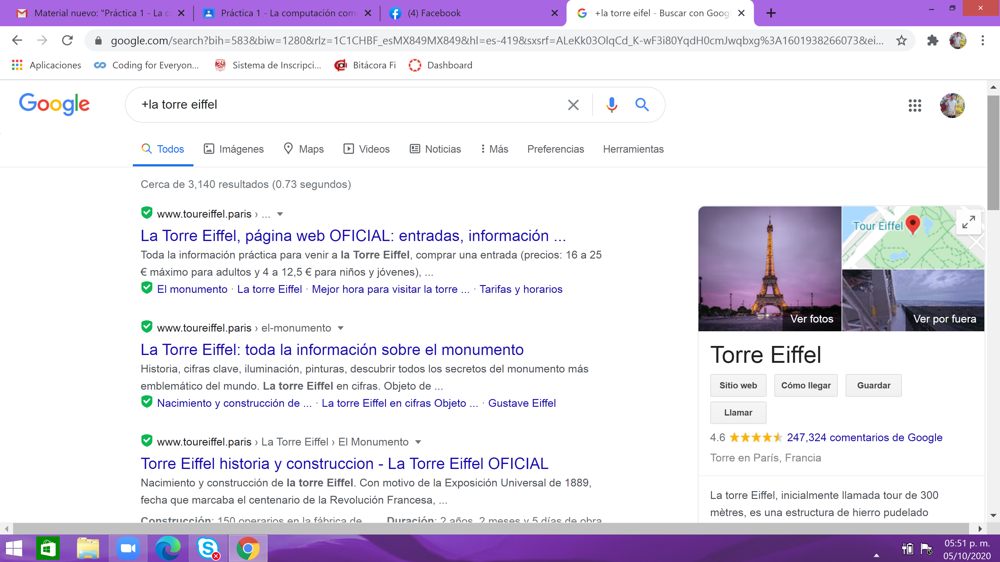 Material nuevo: "Práctica 1 - La c
Práctica 1 - La computación com
(4) Facebook
+la torre eifel - Buscar con Googl
google.com/search?bih=583&biw=1280&rlz=1C1CHBF_esMX849MX849&hl=es-419&sxsrf=ALeKk03OlqCd_K-wF3i80YqdH0cmJwqbxg%3A1601938266073&ei...
Aplicaciones
Coding for Everyon...
Sistema de Inscripci...
Bitácora Fi
Dashboard
Google
+la torre eiffel
Todos
Imágenes
Maps
Videos
Noticias
Más
Preferencias
Herramientas
Cerca de 3,140 resultados (0.73 segundos)
www.toureiffel.paris › ...
La Torre Eiffel, página web OFICIAL: entradas, información ...
Toda la información práctica para venir a la Torre Eiffel, comprar una entrada (precios: 16 a 25
€ máximo para adultos y 4 a 12,5 € para niños y jóvenes), ...
El monumento · La torre Eiffel · Mejor hora para visitar la torre ... · Tarifas y horarios
www.toureiffel.paris › el-monumento
La Torre Eiffel: toda la información sobre el monumento
Historia, cifras clave, iluminación, pinturas, descubrir todos los secretos del monumento más
emblemático del mundo. La torre Eiffel en cifras. Objeto de ...
Nacimiento y construcción de ... · La torre Eiffel en cifras Objeto ... · Gustave Eiffel
www.toureiffel.paris › La Torre Eiffel › El Monumento
Torre Eiffel historia y construccion - La Torre Eiffel OFICIAL
Nacimiento y construcción de la torre Eiffel. Con motivo de la Exposición Universal de 1889,
fecha que marcaba el centenario de la Revolución Francesa, ...
Construcción: 150 operarios en la fábrica de
Duración: 2 años, 2 meses y 5 días de obra
Tour Eiffel
Ver fotos
Ver por fuera
Torre Eiffel
Sitio web
Cómo llegar
Guardar
Llamar
4.6
247,324 comentarios de Google
Torre en París, Francia
La torre Eiffel, inicialmente llamada tour de 300
mètres, es una estructura de hierro pudelado
05:51 p. m.
05/10/2020